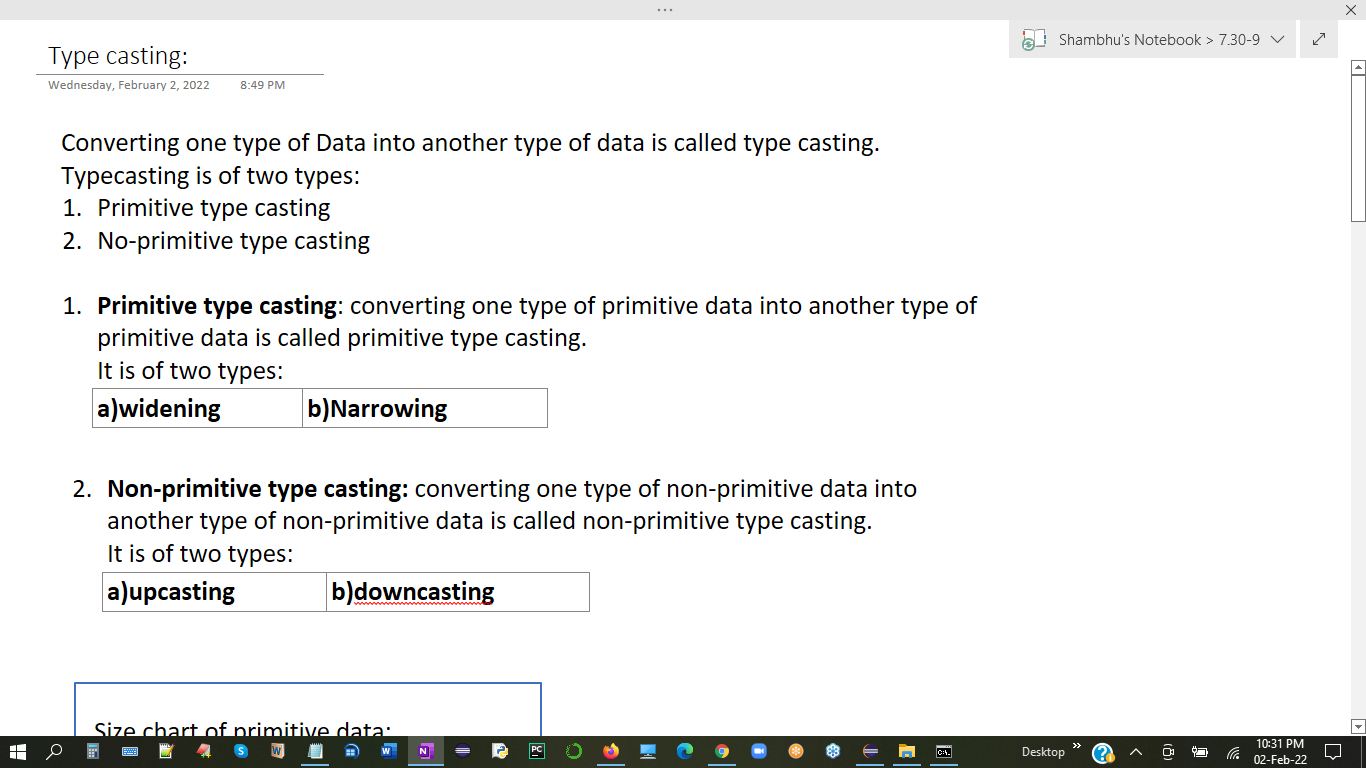 Type casting:
Wednesday, February 2, 2022 8:49 PM
Shambhu's Notebook > 7.30-9
Converting one type of Data into another type of data is called type casting.
Typecasting is of two types:
1. Primitive type casting
2. No-primitive type casting
1. Primitive type casting: converting one type of primitive data into another type of
primitive data is called primitive type casting.
It is of two types:
a)widening b)Narrowing
2. Non-primitive type casting: converting one type of non-primitive data into
another type of non-primitive data is called non-primitive type casting.
It is of two types:
a)upcasting b)downcasting
Size chart of primitive data:
Desktop
10:31 PM
02-Feb-22